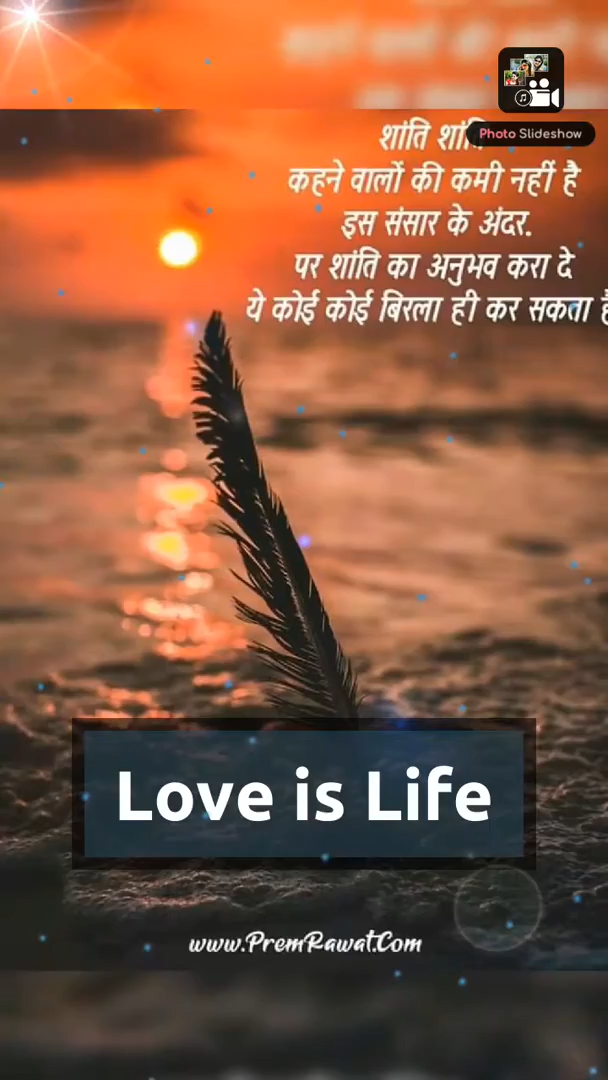 शांति शांति
Photo Slideshow
कहने वालों की कमी नहीं है
इस संसार के अंदर.
पर शांति का अनुभव करा दे
ये कोई कोई बिरला ही कर सकता है
Love is Life
www.PremRawat.Com